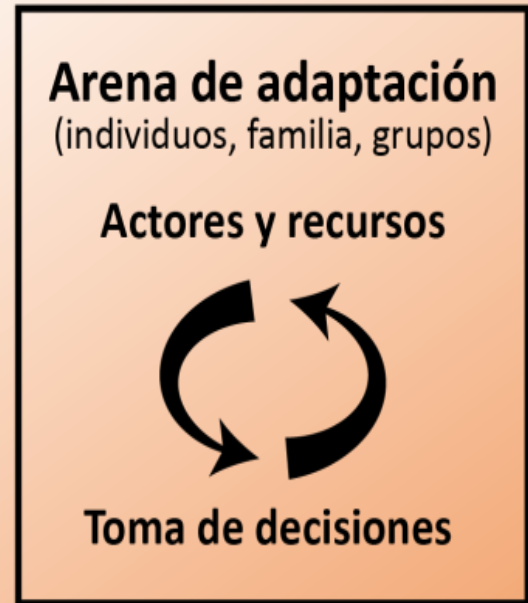 Arena de adaptación
(individuos, familia, grupos)
Actores y recursos
Toma de decisiones